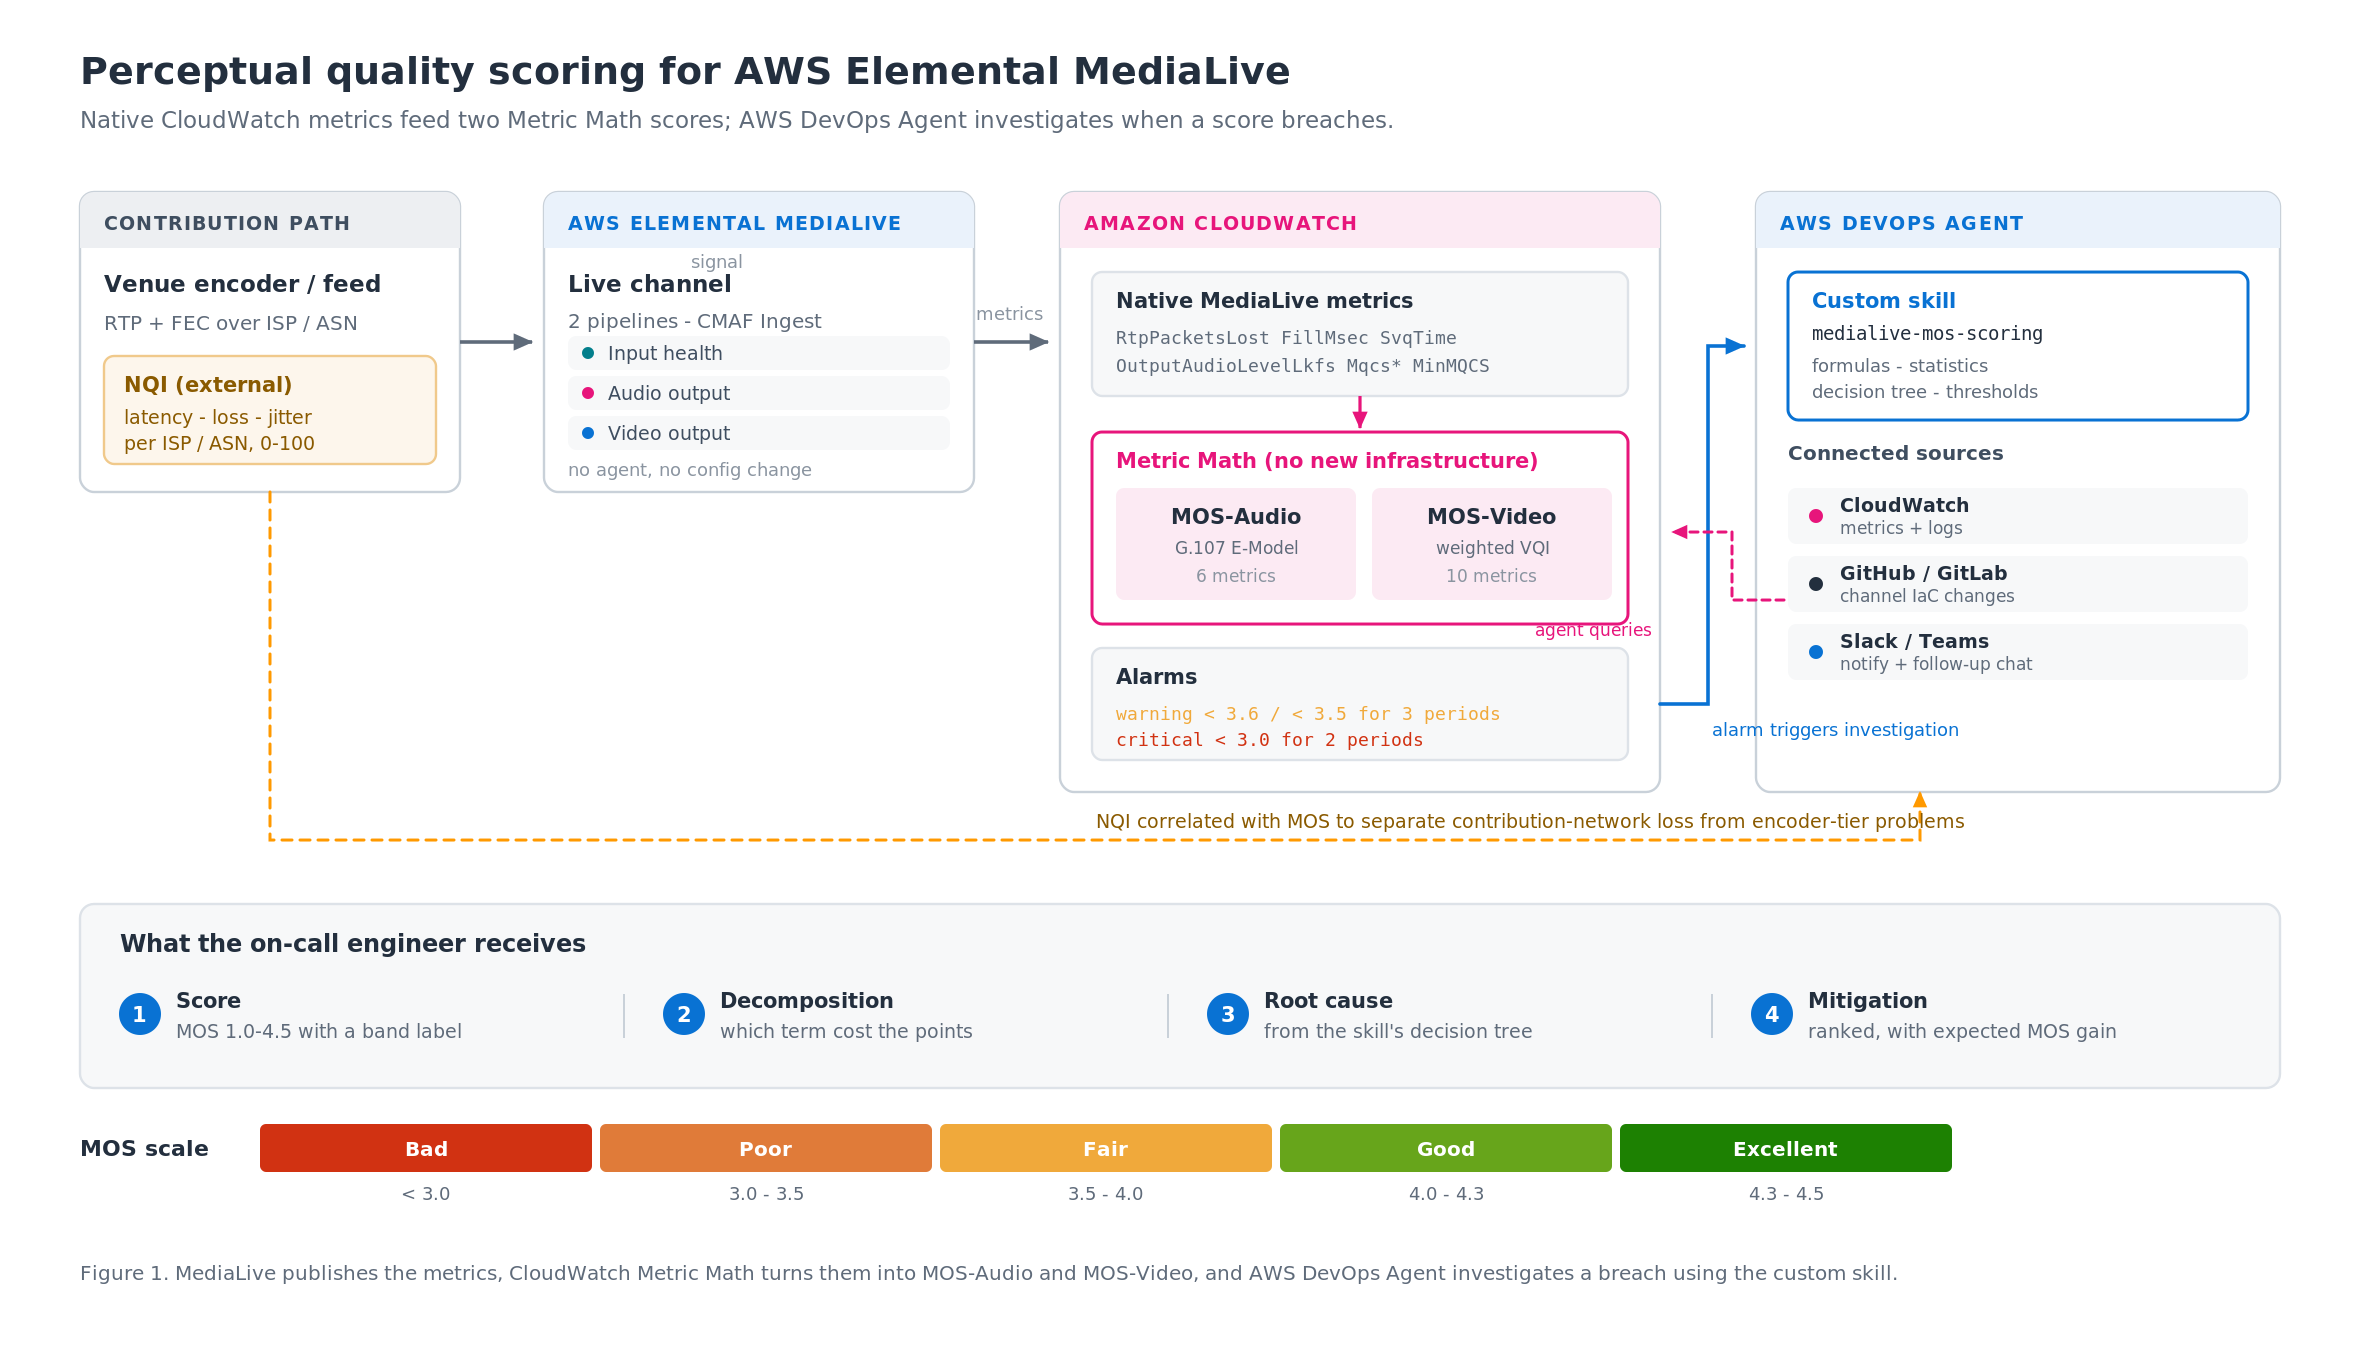 Perceptual quality scoring for AWS Elemental MediaLive
Native CloudWatch metrics feed two Metric Math scores; AWS DevOps Agent investigates when a score breaches.
CONTRIBUTION PATH
Venue encoder / feed
RTP + FEC over ISP / ASN
NQI (external)
latency - loss - jitter
per ISP / ASN, 0-100
AWS ELEMENTAL MEDIALIVE
signal
Live channel
2 pipelines - CMAF Ingest
Input health
Audio output
Video output
no agent, no config change
metrics
AMAZON CLOUDWATCH
Native MediaLive metrics
RtpPacketsLost FillMsec SvqTime
OutputAudioLevelLkfs Mqcs* MinMQCS
Metric Math (no new infrastructure)
MOS-Audio
G.107 E-Model
6 metrics
MOS-Video
weighted VQI
10 metrics
agent queries
Alarms
warning < 3.6 / < 3.5 for 3 periods
critical < 3.0 for 2 periods
AWS DEVOPS AGENT
Custom skill
medialive-mos-scoring
formulas - statistics
decision tree - thresholds
Connected sources
CloudWatch
metrics + logs
GitHub / GitLab
channel IaC changes
Slack / Teams
notify + follow-up chat
alarm triggers investigation
NQI correlated with MOS to separate contribution-network loss from encoder-tier problems
What the on-call engineer receives
1
Score
MOS 1.0-4.5 with a band label
2
Decomposition
which term cost the points
3
Root cause
from the skill's decision tree
4
Mitigation
ranked, with expected MOS gain
MOS scale
Bad
Poor
Fair
Good
Excellent
< 3.0
3.0 - 3.5
3.5 - 4.0
4.0 - 4.3
4.3 - 4.5
Figure 1. MediaLive publishes the metrics, CloudWatch Metric Math turns them into MOS-Audio and MOS-Video, and AWS DevOps Agent investigates a breach using the custom skill.